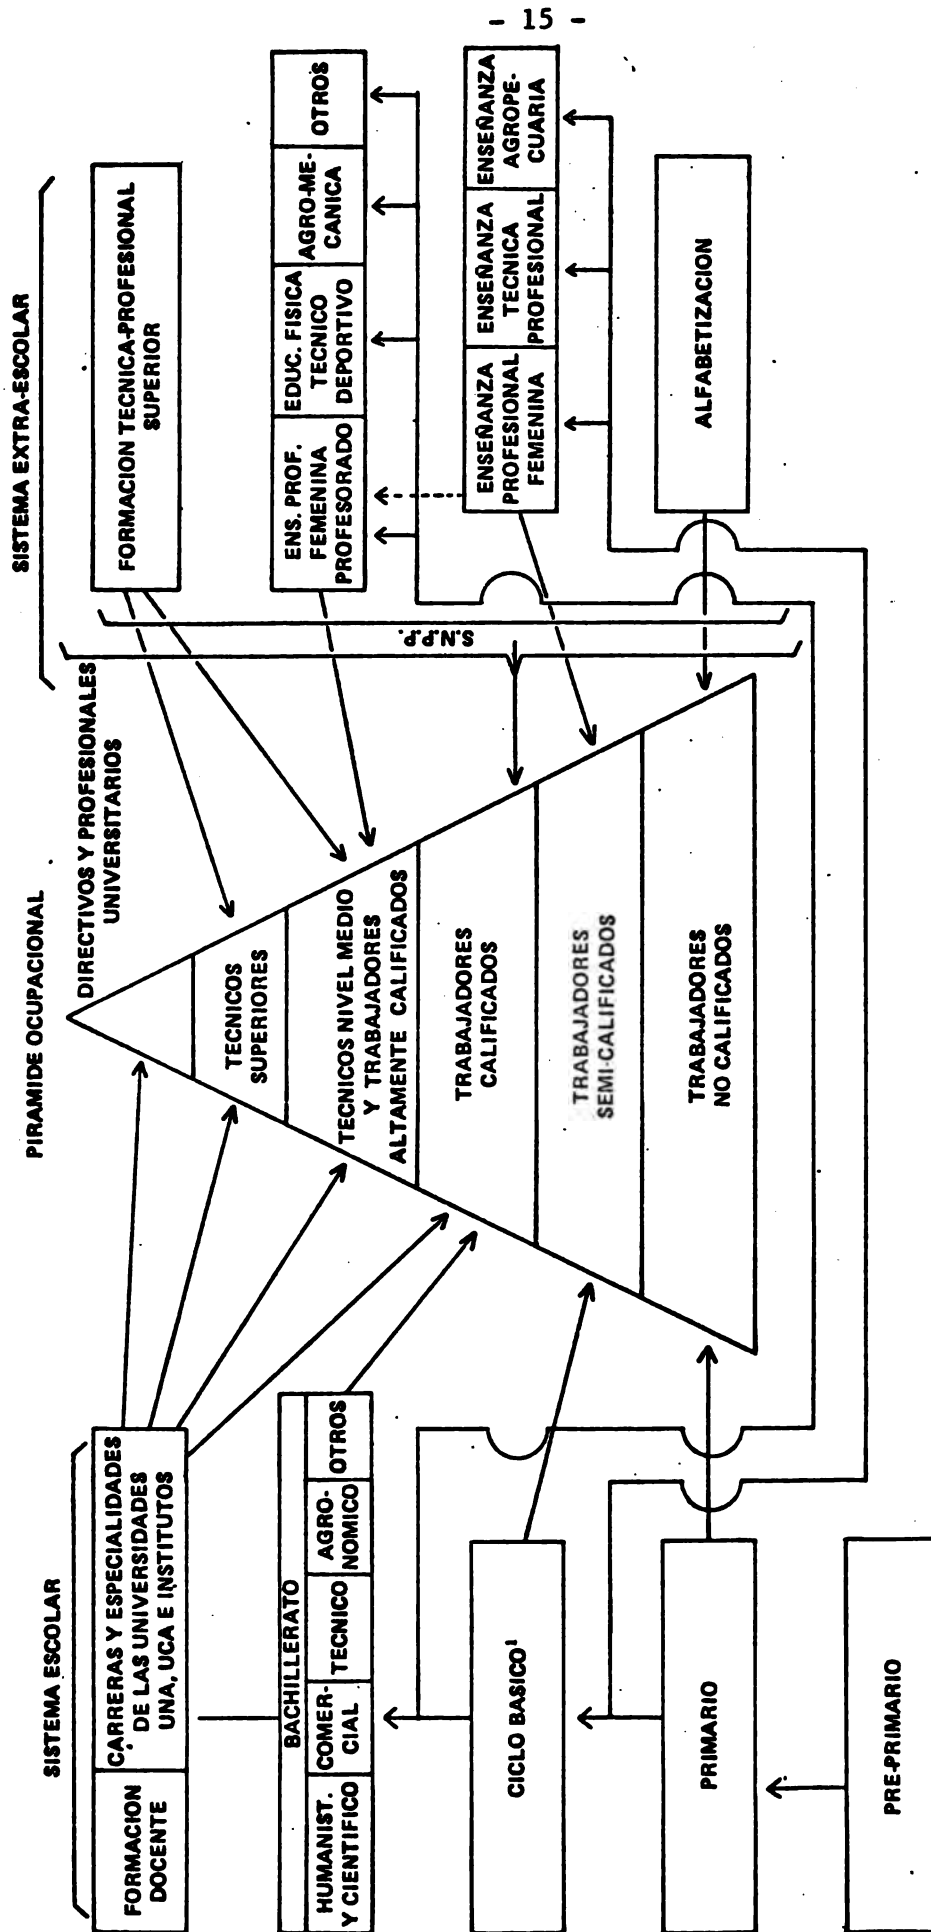 - 15 -
SISTEMA ESCOLAR
PIRAMIDE OCUPACIONAL
SISTEMA EXTRA-ESCOLAR
FORMACION
DOCENTE
CARRERAS Y ESPECIALIDADES
DE LAS UNIVERSIDADES
UNA, UCA E INSTITUTOS
BACHILLERATO
HUMANIST.
Y CIENTIFICO
COMER-
CIAL
TECNICO
AGRO-
NOMICO
OTROS
CICLO BASICO¹
PRIMARIO
PRE-PRIMARIO
DIRECTIVOS Y PROFESIONALES
UNIVERSITARIOS
TECNICOS
SUPERIORES
TECNICOS NIVEL MEDIO
Y TRABAJADORES
ALTAMENTE CALIFICADOS
TRABAJADORES
CALIFICADOS
TRABAJADORES
SEMI-CALIFICADOS
TRABAJADORES
NO CALIFICADOS
S.N.P.P.
FORMACION TECNICA-PROFESIONAL
SUPERIOR
ENS. PROF.
FEMENINA
PROFESORADO
EDUC. FISICA
TECNICO
DEPORTIVO
AGRO-ME-
CANICA
OTROS
ENSEÑANZA
PROFESIONAL
FEMENINA
ENSEÑANZA
TECNICA
PROFESIONAL
ENSEÑANZA
AGROPE-
CUARIA
ALFABETIZACION